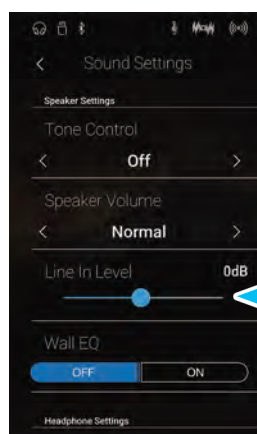 < Sound Settings
Speaker Settings
Tone Control
< Off >
Speaker Volume
< Normal >
Line In Level 0dB
Wall EQ
OFF ON
Headphone Settings